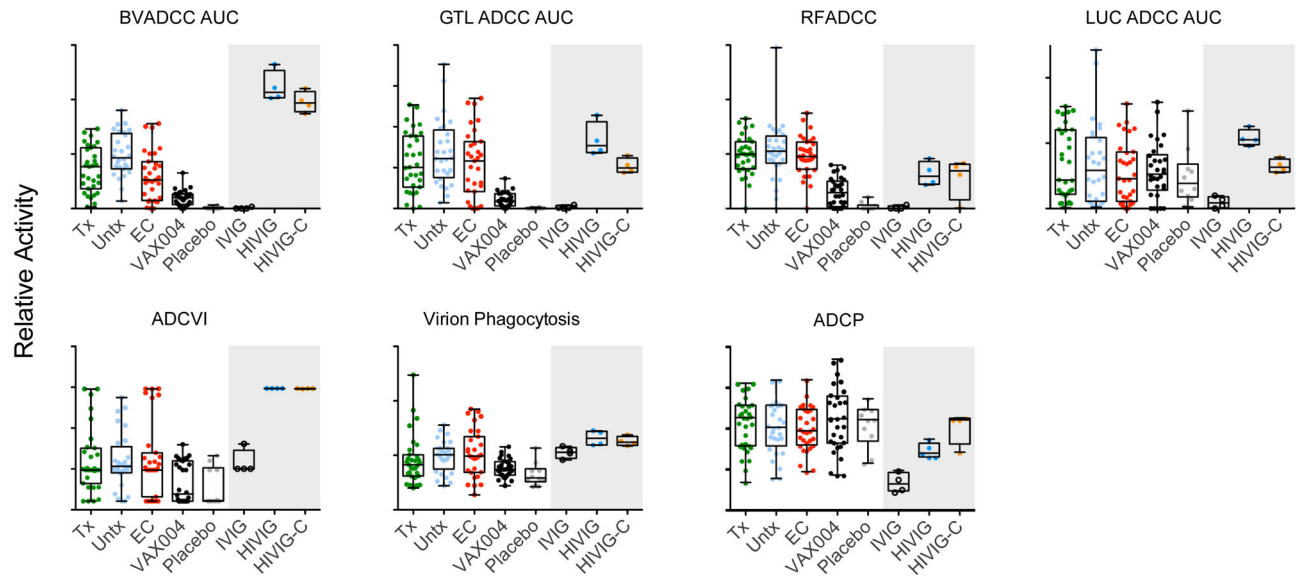 BVADCC AUC
GTL ADCC AUC
RFADCC
LUC ADCC AUC
Relative Activity
Tx
Untx
EC
VAX004
Placebo
IVIG
HIVIG
HIVIG-C
Tx
Untx
EC
VAX004
Placebo
IVIG
HIVIG
HIVIG-C
Tx
Untx
EC
VAX004
Placebo
IVIG
HIVIG
HIVIG-C
Tx
Untx
EC
VAX004
Placebo
IVIG
HIVIG
HIVIG-C
ADCVI
Virion Phagocytosis
ADCP
Tx
Untx
EC
VAX004
Placebo
IVIG
HIVIG
HIVIG-C
Tx
Untx
EC
VAX004
Placebo
IVIG
HIVIG
HIVIG-C
Tx
Untx
EC
VAX004
Placebo
IVIG
HIVIG
HIVIG-C